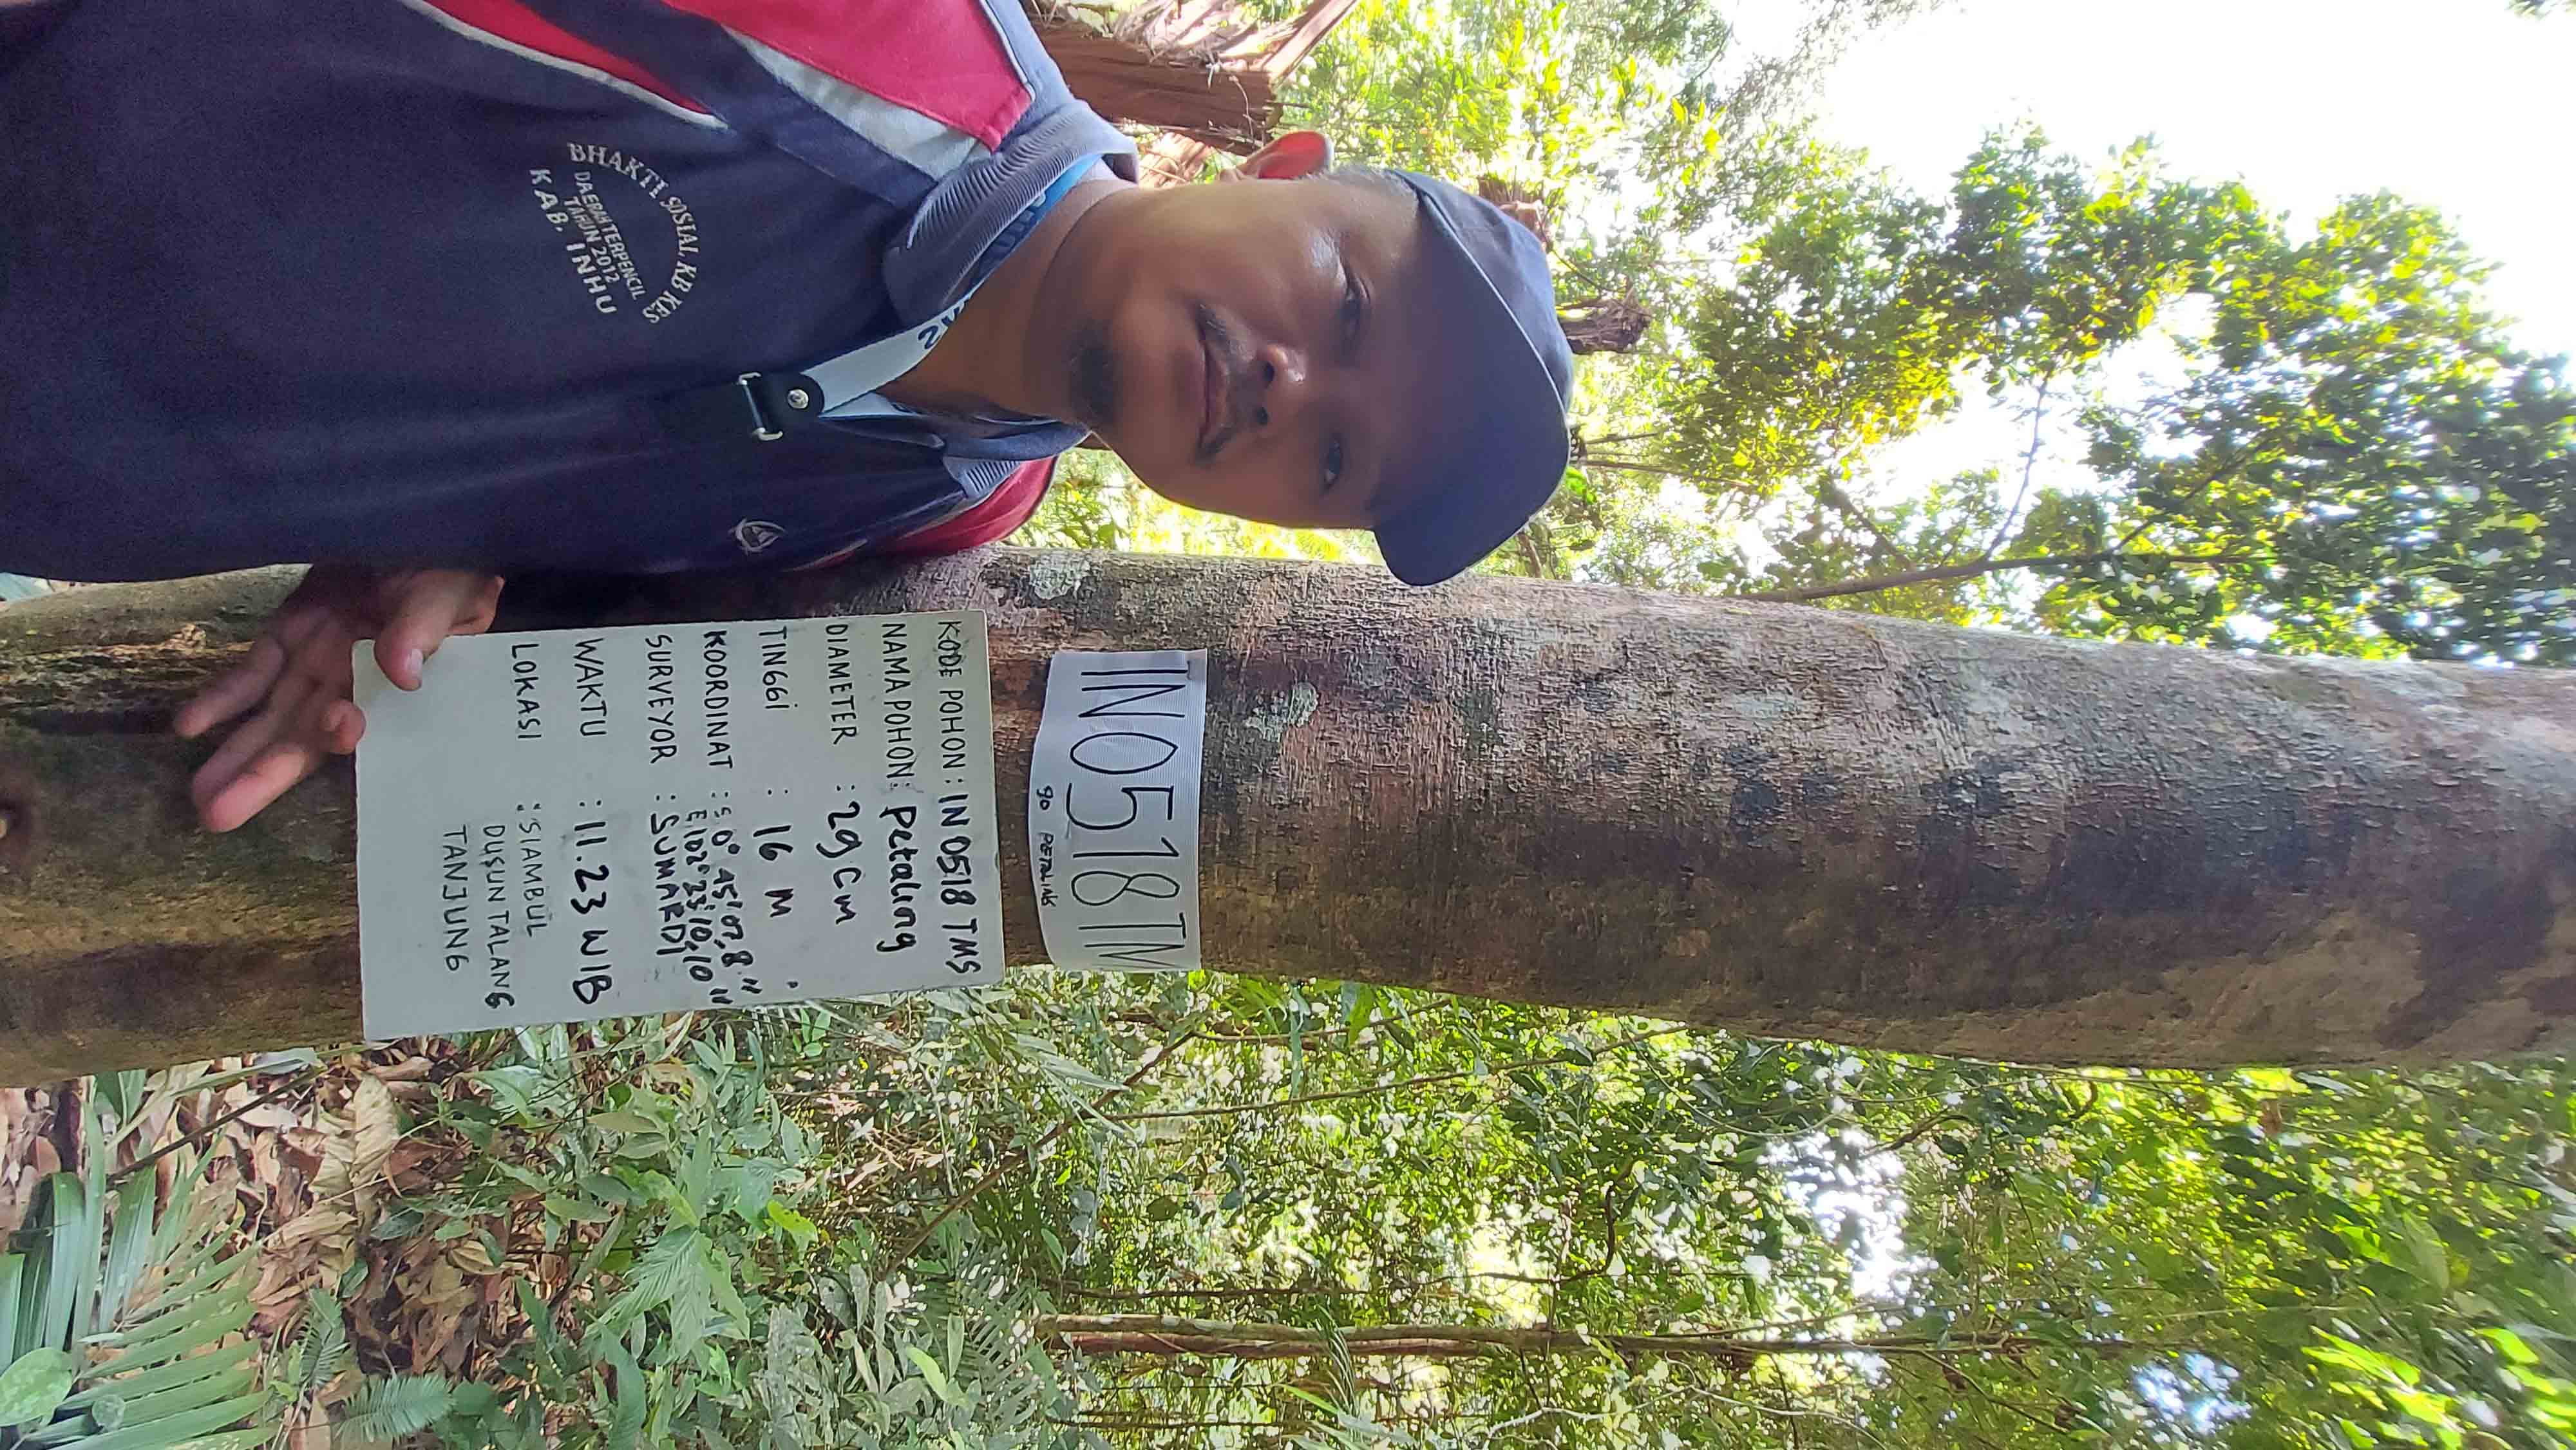 BHAKTI SOSIAL KB KES
DAERAH TERPENCIL
TAHUN 2012
KAB. INHU
IN0518TM
90 PETALING
KODE POHON : IN 0518 TMS
NAMA POHON : Petaling
DIAMETER : 29 cm
TINGGi : 16 M
KOORDINAT : S 0° 45' 07,8"
E 102° 23' 10,10"
SURVEYOR : SUMARDI
WAKTU : 11.23 WIB
LOKASI : SIAMBUL
DUSUN TALANG
TANJUNG